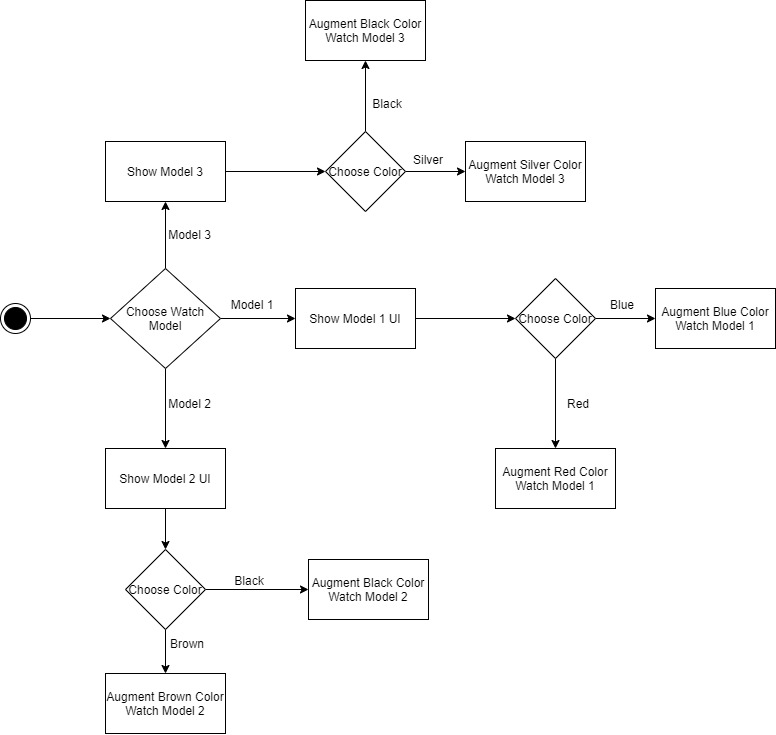 Augment Black Color
Watch Model 3
Black
Show Model 3
Choose Color
Silver
Augment Silver Color
Watch Model 3
Model 3
Choose Watch
Model
Model 1
Show Model 1 UI
Choose Color
Blue
Augment Blue Color
Watch Model 1
Model 2
Red
Show Model 2 UI
Augment Red Color
Watch Model 1
Choose Color
Black
Augment Black Color
Watch Model 2
Brown
Augment Brown Color
Watch Model 2